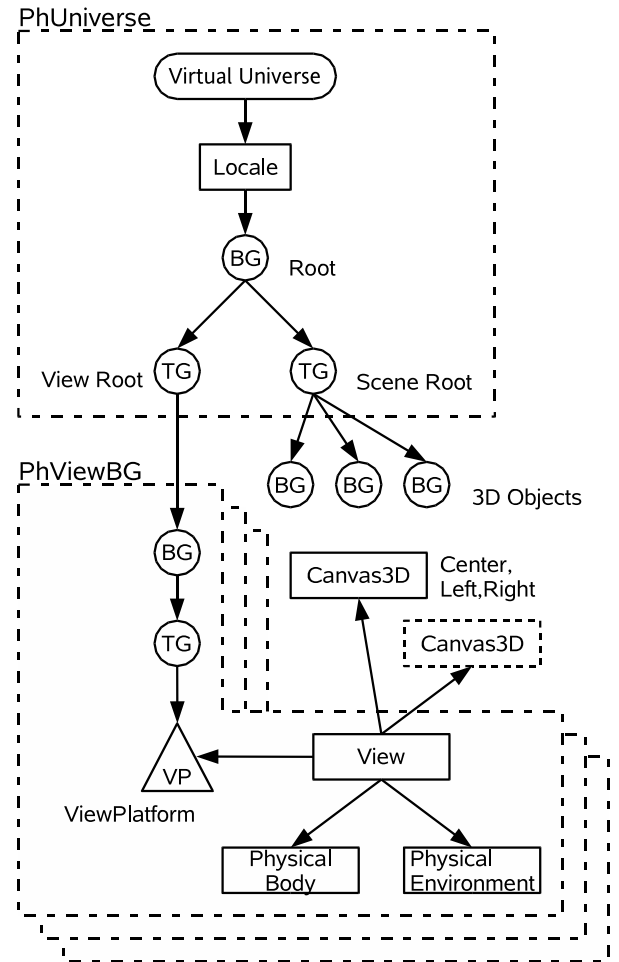 PhUniverse
Virtual Universe
Locale
BG
Root
View Root
TG
TG
Scene Root
BG
BG
BG
3D Objects
PhViewBG
BG
TG
VP
ViewPlatform
Canvas3D
Center,
Left,Right
Canvas3D
View
Physical
Body
Physical
Environment